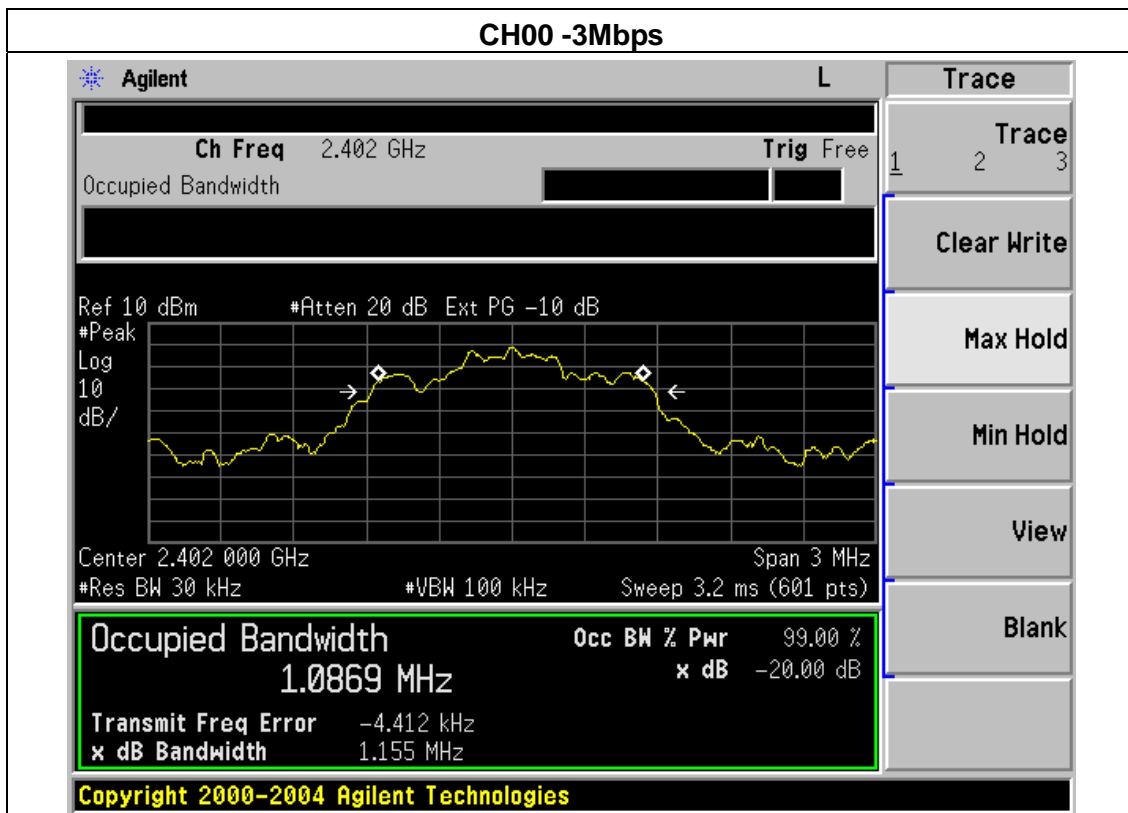 CH00 -3Mbps
Agilent L Trace
Ch Freq 2.402 GHz Trig Free
Occupied Bandwidth
Trace
1 2 3
Clear Write
Max Hold
Min Hold
View
Blank
Ref 10 dBm #Atten 20 dB Ext PG -10 dB
#Peak
Log
10
dB/
Center 2.402 000 GHz Span 3 MHz
#Res BW 30 kHz #VBW 100 kHz Sweep 3.2 ms (601 pts)
Occupied Bandwidth Occ BW % Pwr 99.00 %
1.0869 MHz x dB -20.00 dB
Transmit Freq Error -4.412 kHz
x dB Bandwidth 1.155 MHz
Copyright 2000-2004 Agilent Technologies